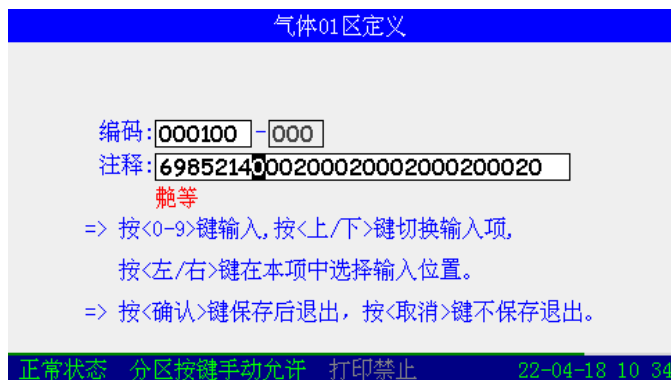 气体01区定义
编码:000100-000
注释:6985214000200020002000200020
艴等
=> 按<0-9>键输入,按<上/下>键切换输入项,
按<左/右>键在本项中选择输入位置。
=> 按<确认>键保存后退出，按<取消>键不保存退出。
正常状态 分区按键手动允许 打印禁止 22-04-18 10 34